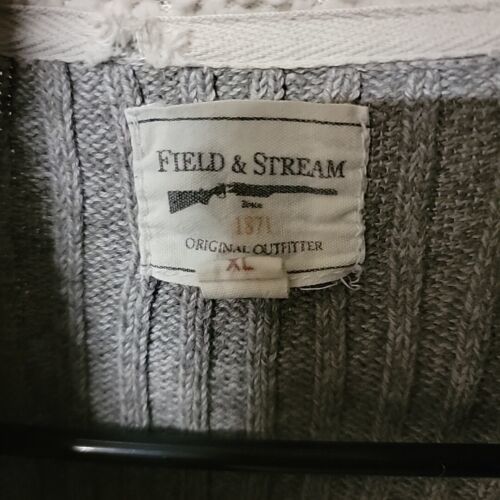 FIELD & STREAM
Since
1871
ORIGINAL OUTFITTER
XL